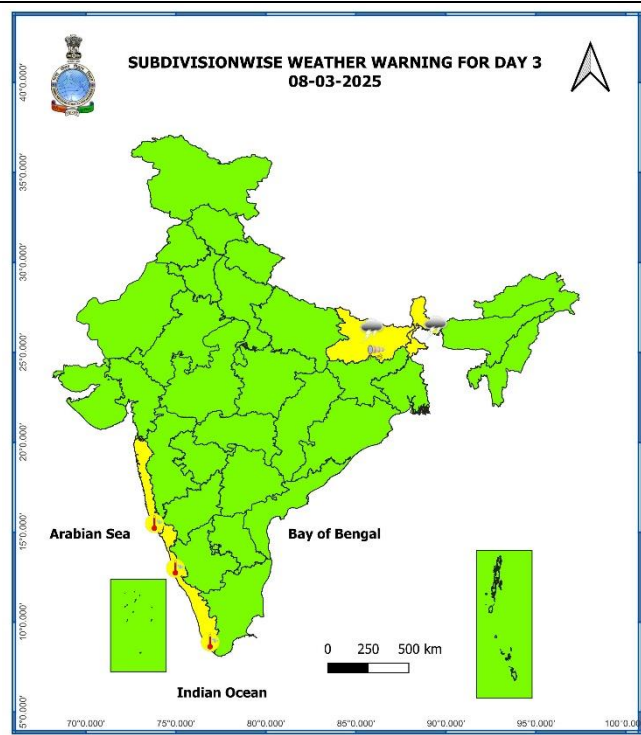 SUBDIVISIONWISE WEATHER WARNING FOR DAY 3
08-03-2025
40°0.000'
35°0.000'
30°0.000'
25°0.000'
20°0.000'
15°0.000'
10°0.000'
5°0.000'
Arabian Sea
Bay of Bengal
0 250 500 km
Indian Ocean
70°0.000' 75°0.000' 80°0.000' 85°0.000' 90°0.000' 95°0.000' 100°0.00